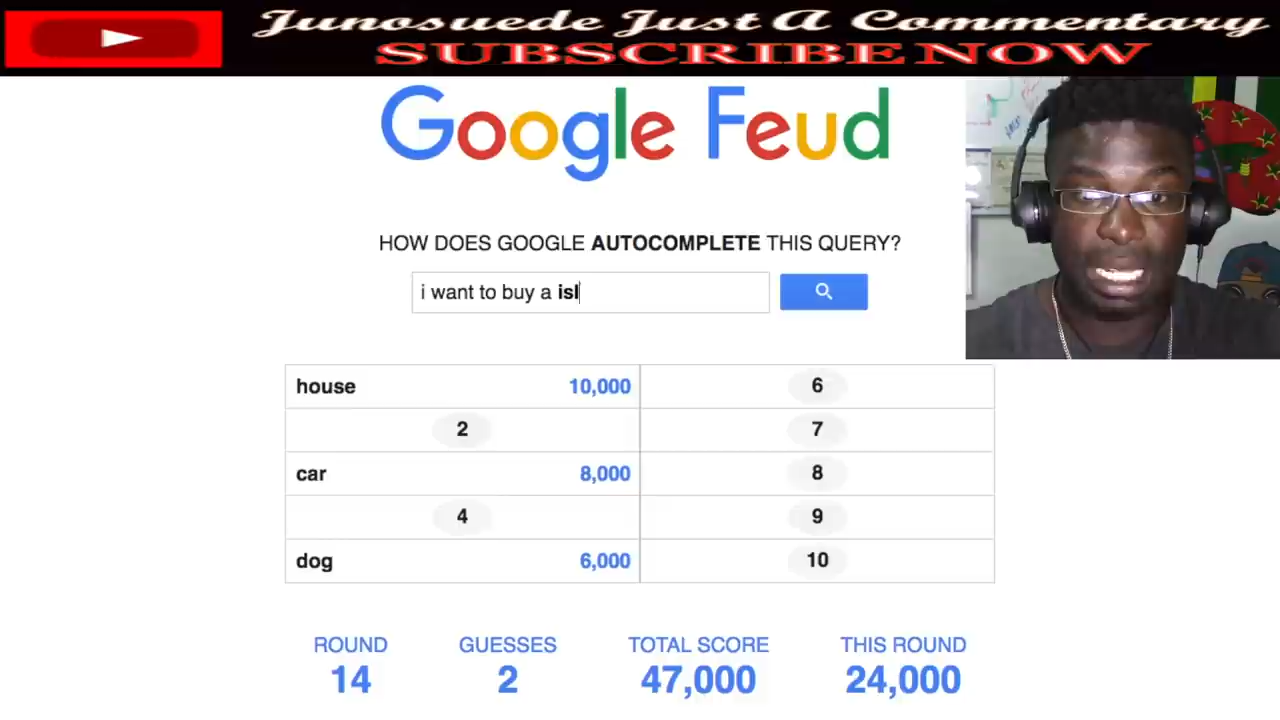 Junosuede Just A Commentary
SUBSCRIBE NOW
Google Feud
HOW DOES GOOGLE AUTOCOMPLETE THIS QUERY?
i want to buy a isl
house 10,000 6
2 7
car 8,000 8
4 9
dog 6,000 10
ROUND GUESSES TOTAL SCORE THIS ROUND
14 2 47,000 24,000